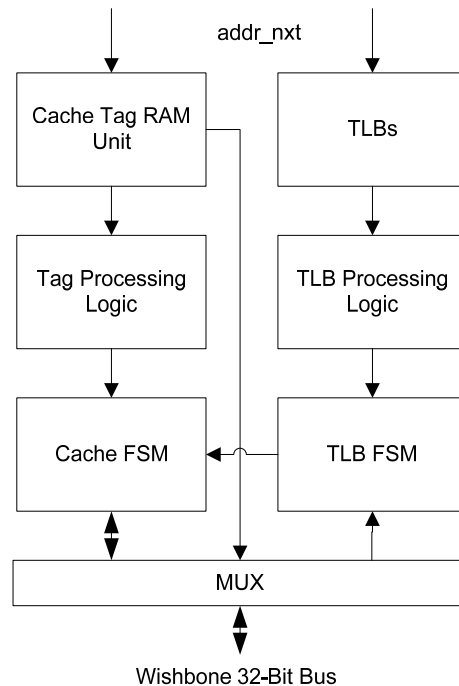 addr_nxt
Cache Tag RAM
Unit
TLBs
Tag Processing
Logic
TLB Processing
Logic
Cache FSM
TLB FSM
MUX
Wishbone 32-Bit Bus